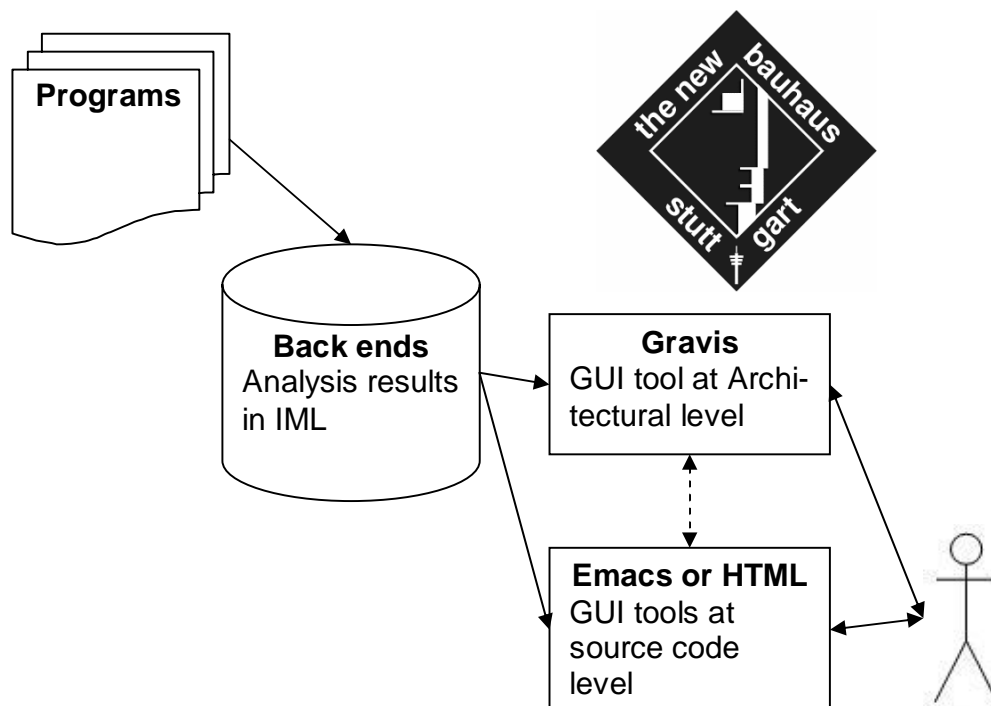 Programs
the new
bauhaus
stutt
gart
Back ends
Analysis results
in IML
Gravis
GUI tool at Archi-
tectural level
Emacs or HTML
GUI tools at
source code
level